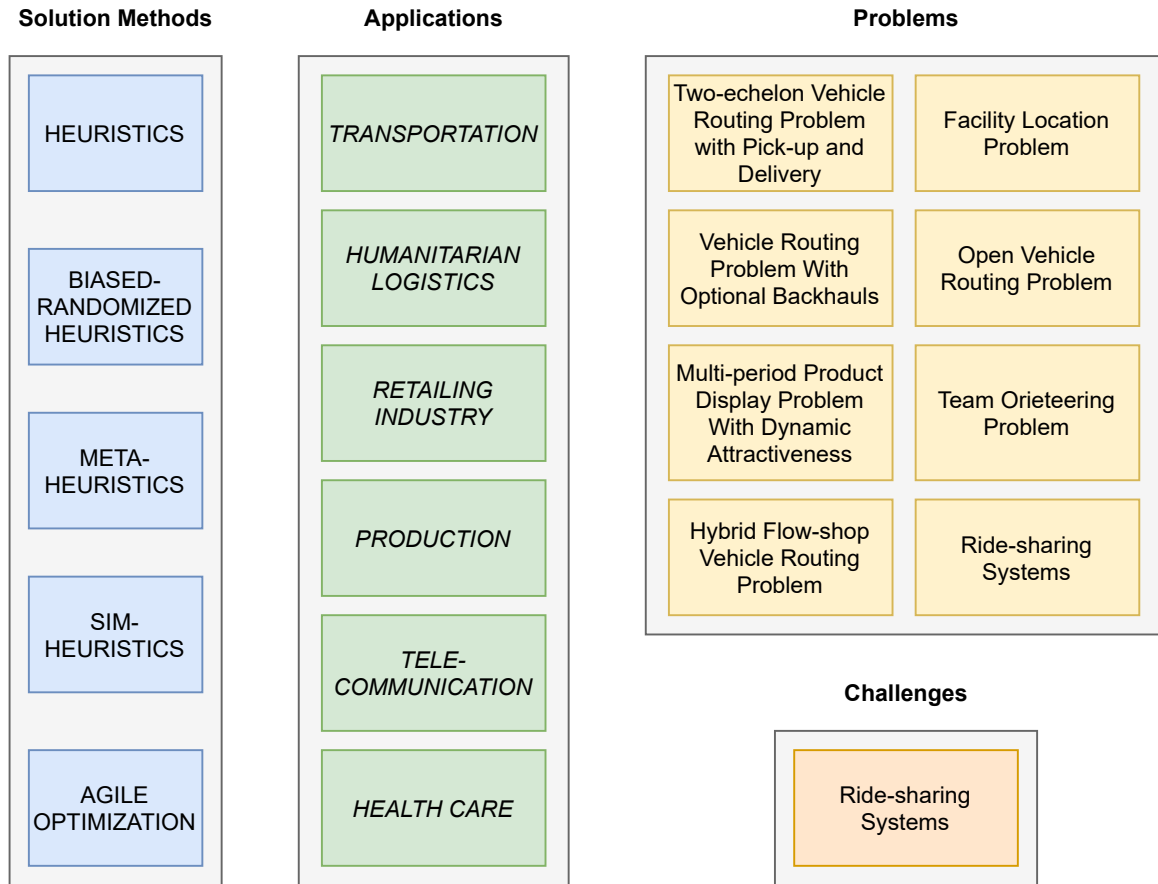 Solution Methods
HEURISTICS
BIASED-
RANDOMIZED
HEURISTICS
META-
HEURISTICS
SIM-
HEURISTICS
AGILE
OPTIMIZATION
Applications
TRANSPORTATION
HUMANITARIAN
LOGISTICS
RETAILING
INDUSTRY
PRODUCTION
TELE-
COMMUNICATION
HEALTH CARE
Problems
Two-echelon Vehicle
Routing Problem
with Pick-up and
Delivery
Facility Location
Problem
Vehicle Routing
Problem With
Optional Backhauls
Open Vehicle
Routing Problem
Multi-period Product
Display Problem
With Dynamic
Attractiveness
Team Orieteering
Problem
Hybrid Flow-shop
Vehicle Routing
Problem
Ride-sharing
Systems
Challenges
Ride-sharing
Systems